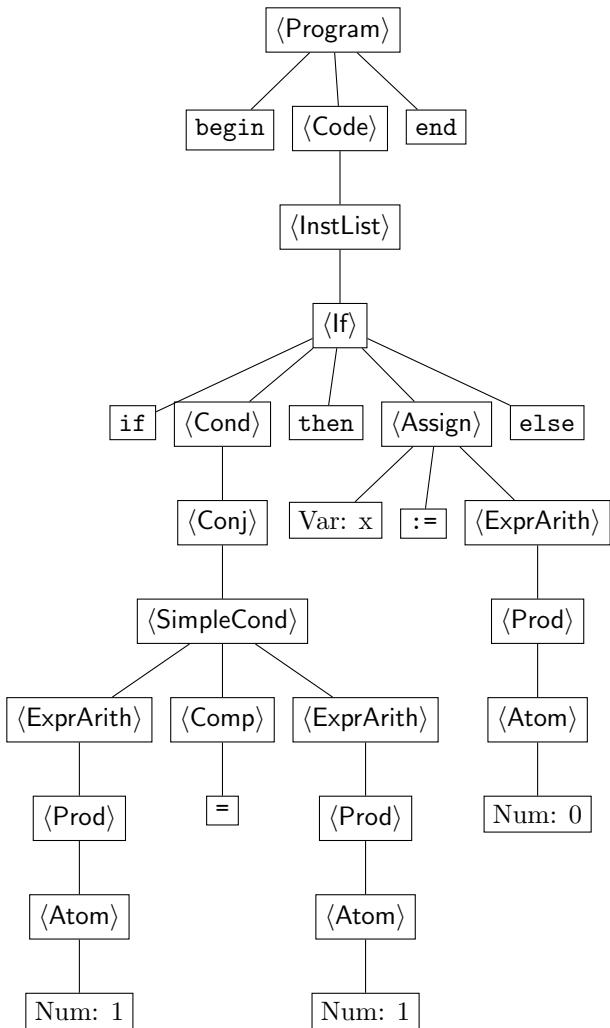 ⟨Program⟩
begin ⟨Code⟩ end
⟨InstList⟩
⟨If⟩
if ⟨Cond⟩ then ⟨Assign⟩ else
⟨Conj⟩ Var: x := ⟨ExprArith⟩
⟨SimpleCond⟩ ⟨Prod⟩
⟨ExprArith⟩ ⟨Comp⟩ ⟨ExprArith⟩ ⟨Atom⟩
⟨Prod⟩ = ⟨Prod⟩ Num: 0
⟨Atom⟩ ⟨Atom⟩
Num: 1 Num: 1